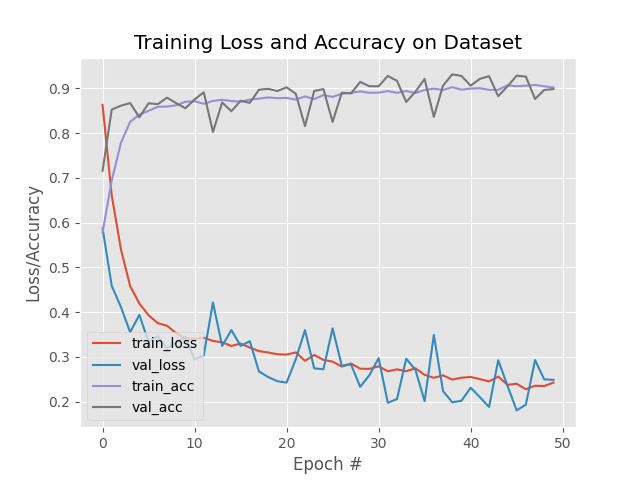 Training Loss and Accuracy on Dataset
Loss/Accuracy
0.9
0.8
0.7
0.6
0.5
0.4
0.3
0.2
train_loss
val_loss
train_acc
val_acc
0 10 20 30 40 50
Epoch #